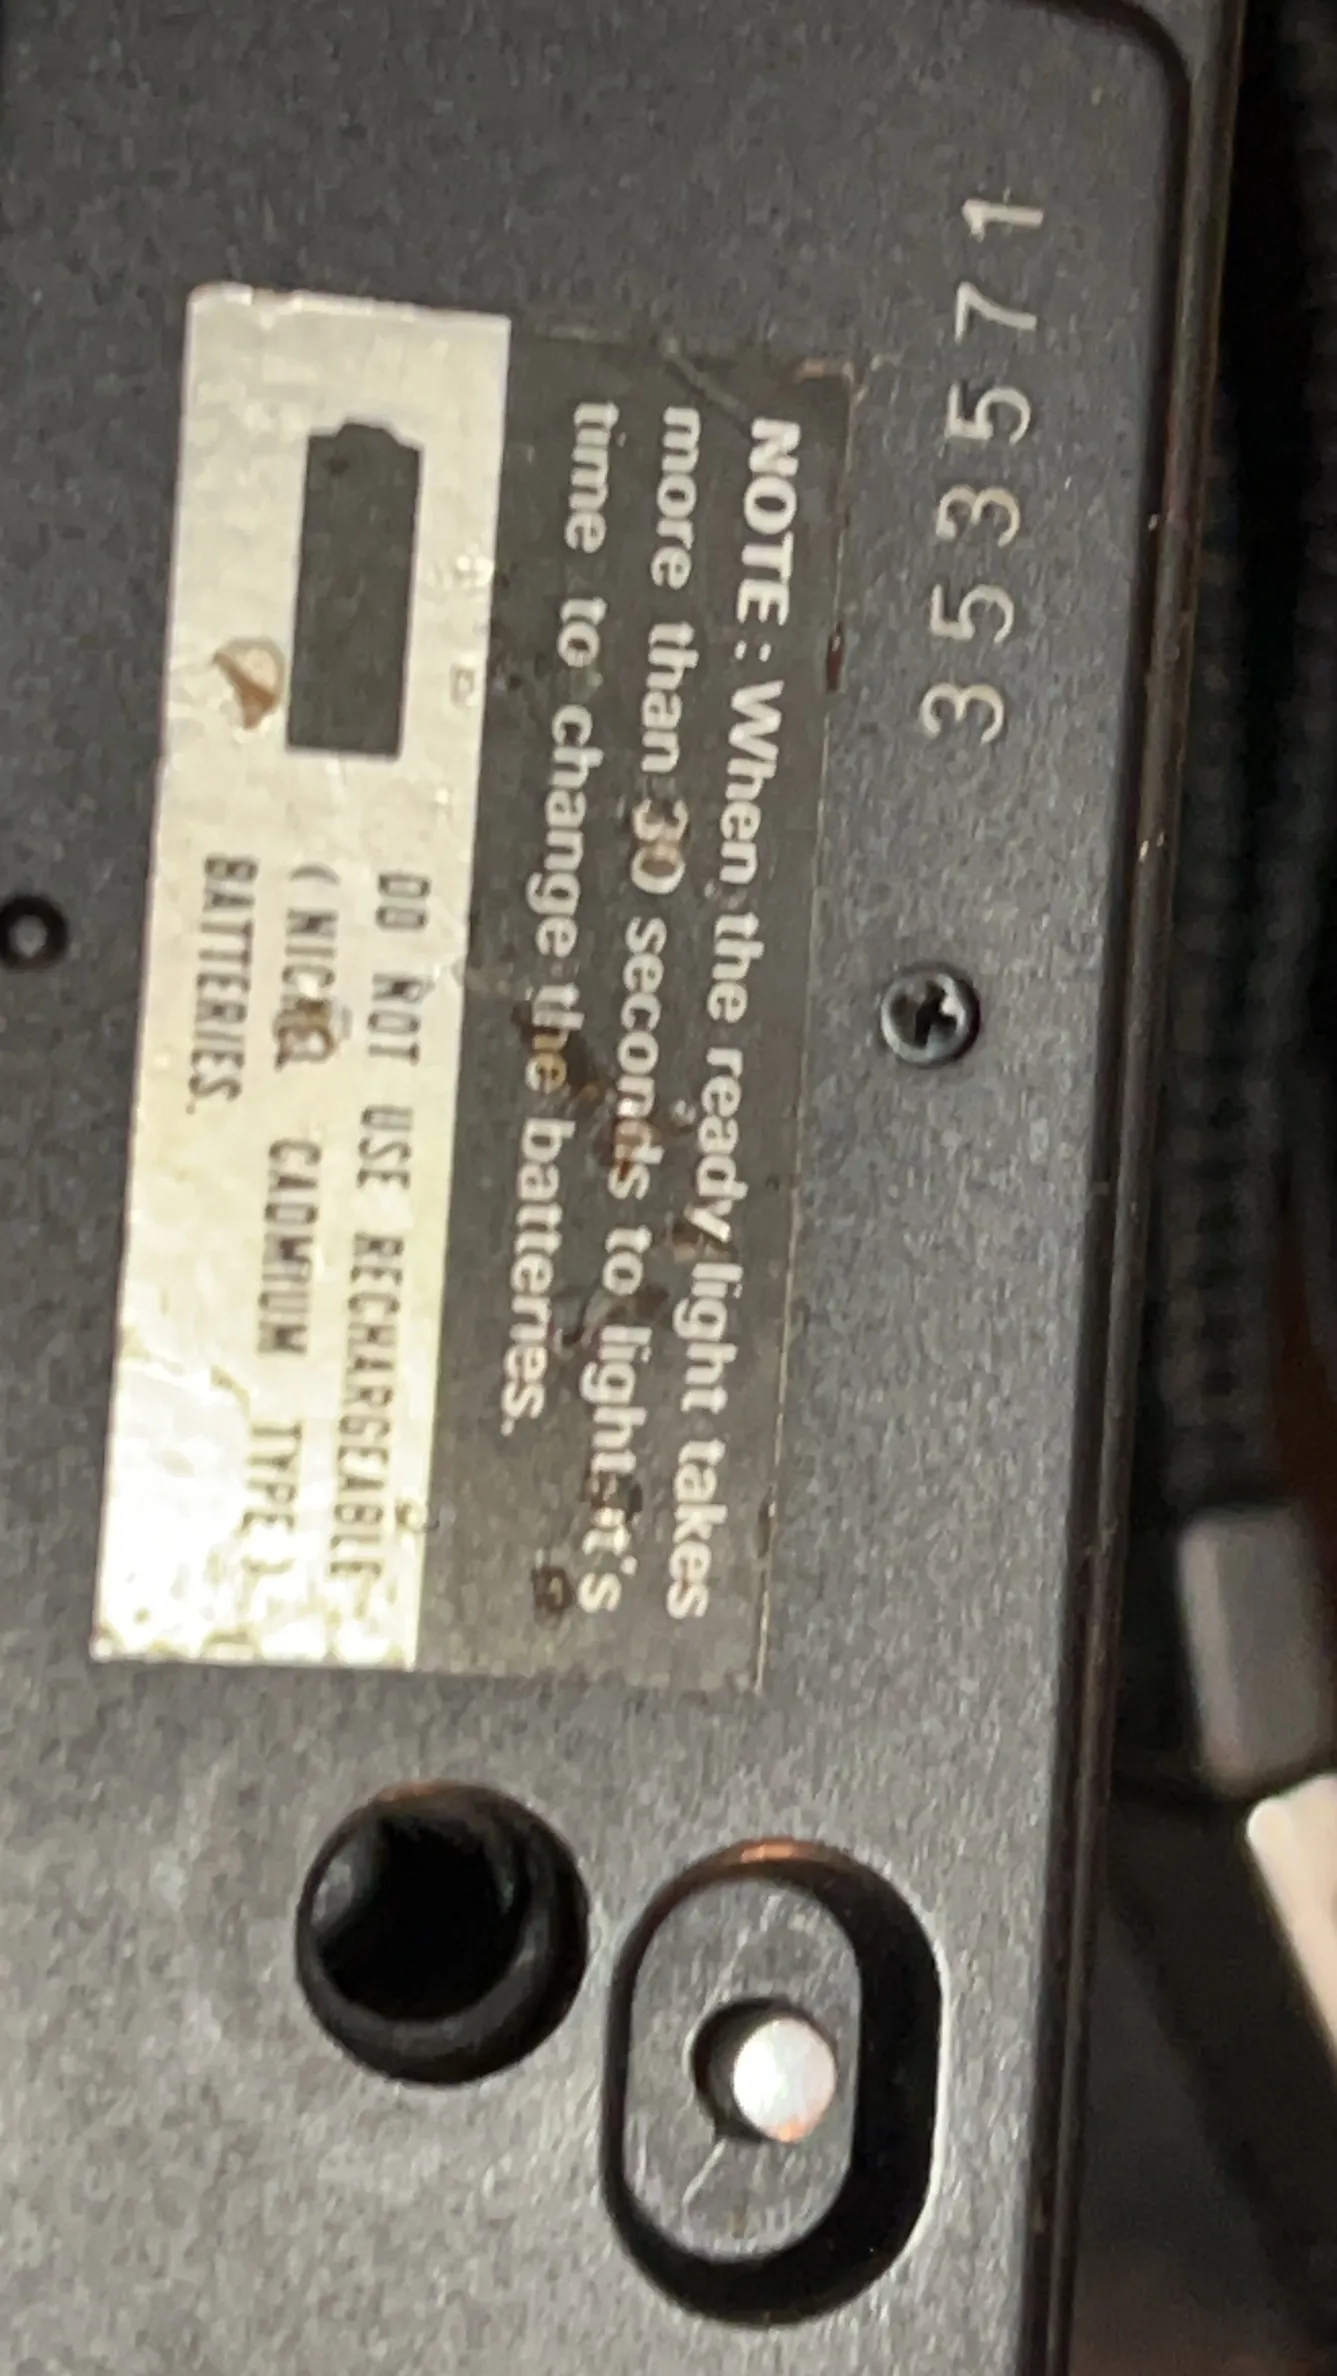 353571
NOTE : When the ready light takes
more than 30 seconds to light it's
time to change the batteries.
DO NOT USE RECHARGEABLE
( NICKEL CADMIUM TYPE )
BATTERIES.